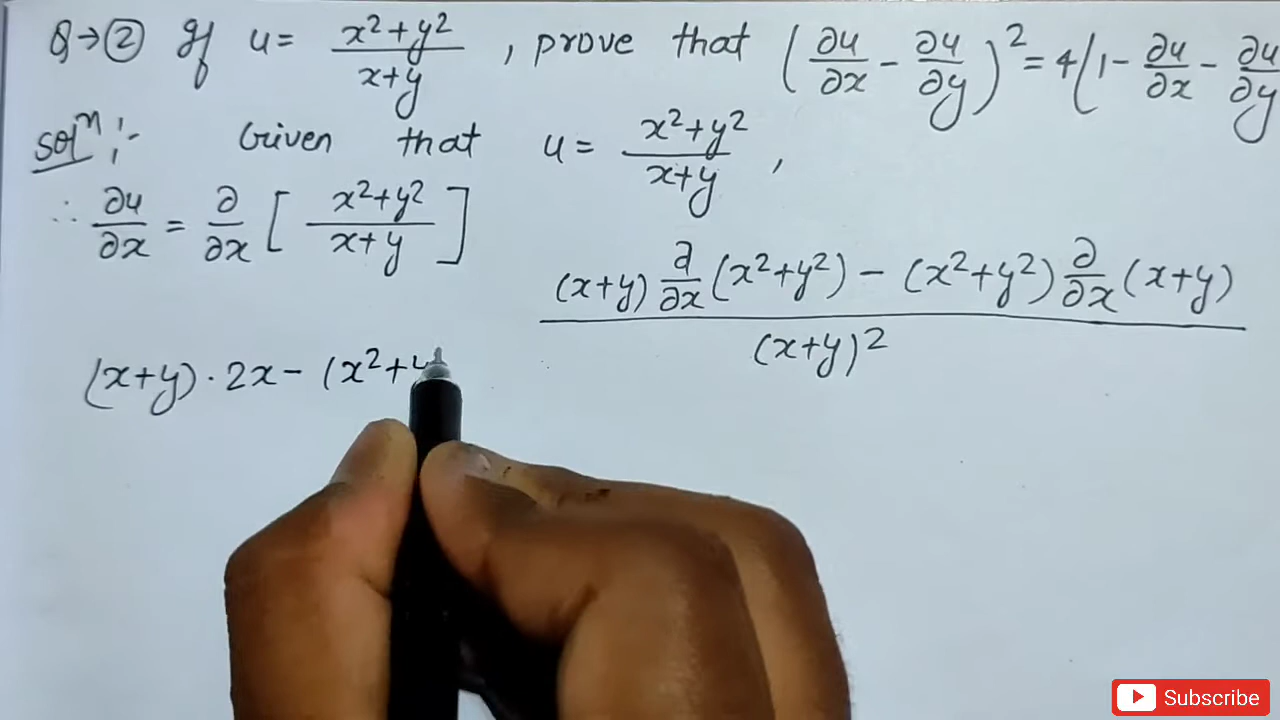 Q→② If u= x²+y²/x+y , prove that (∂u/∂x - ∂u/∂y)² = 4(1 - ∂u/∂x - ∂u/∂y
Solⁿ:- Given that u= x²+y²/x+y ,
∴ ∂u/∂x = ∂/∂x [ x²+y²/x+y ]
(x+y) ∂/∂x (x²+y²) - (x²+y²) ∂/∂x (x+y)
(x+y)²
(x+y)·2x - (x²+y
Subscribe